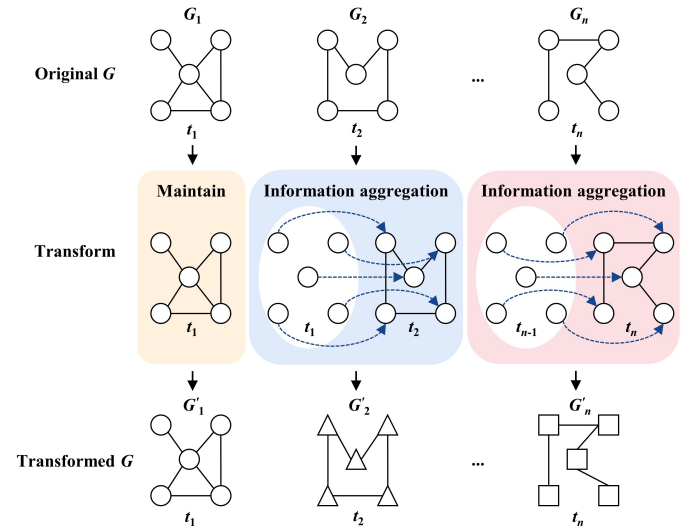 G₁ G₂ Gₙ
Original G ...
t₁ t₂ tₙ
Maintain Information aggregation Information aggregation
Transform
t₁ t₁ t₂ tₙ₋₁ tₙ
G'₁ G'₂ G'ₙ
Transformed G ...
t₁ t₂ tₙ